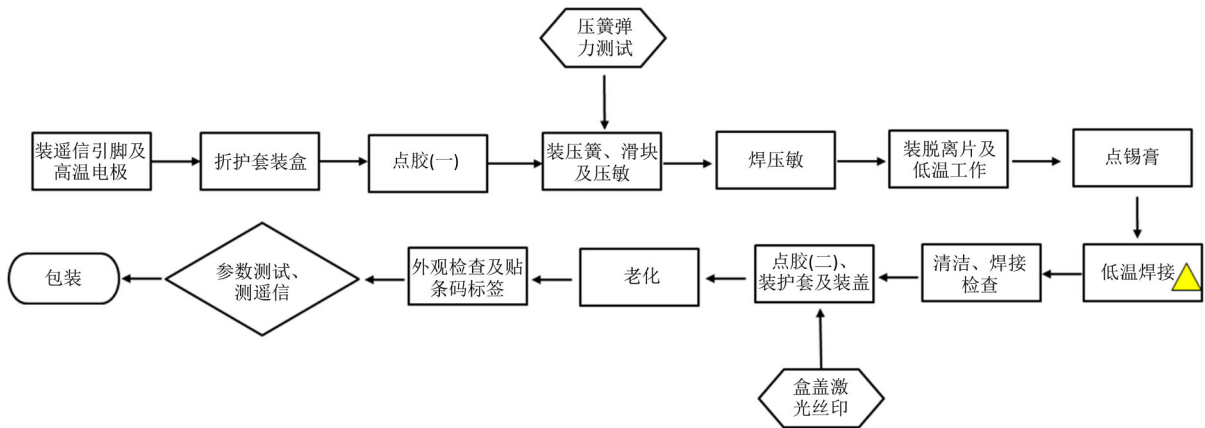 压簧弹
力测试
装遥信引脚及
高温电极
折护套装盒
点胶(一)
装压簧、滑块
及压敏
焊压敏
装脱离片及
低温工作
点锡膏
包装
参数测试、
测遥信
外观检查及贴
条码标签
老化
点胶(二)、
装护套及装盖
清洁、焊接
检查
低温焊接
盒盖激
光丝印